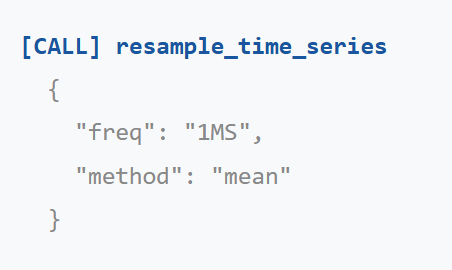 [CALL] resample_time_series
{
"freq": "1MS",
"method": "mean"
}